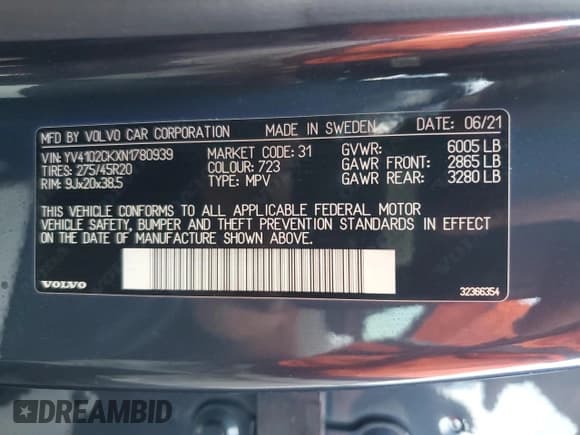 MFD BY VOLVO CAR CORPORATION MADE IN SWEDEN DATE: 06/21
VIN: YV4102CKXN1780939 MARKET CODE: 31 GVWR: 6005 LB
TIRES: 275/45R20 COLOUR: 723 GAWR FRONT: 2865 LB
RIM: 9Jx20x38.5 TYPE: MPV GAWR REAR: 3280 LB
THIS VEHICLE CONFORMS TO ALL APPLICABLE FEDERAL MOTOR
VEHICLE SAFETY, BUMPER AND THEFT PREVENTION STANDARDS IN EFFECT
ON THE DATE OF MANUFACTURE SHOWN ABOVE.
VOLVO 32366354
DREAMBID